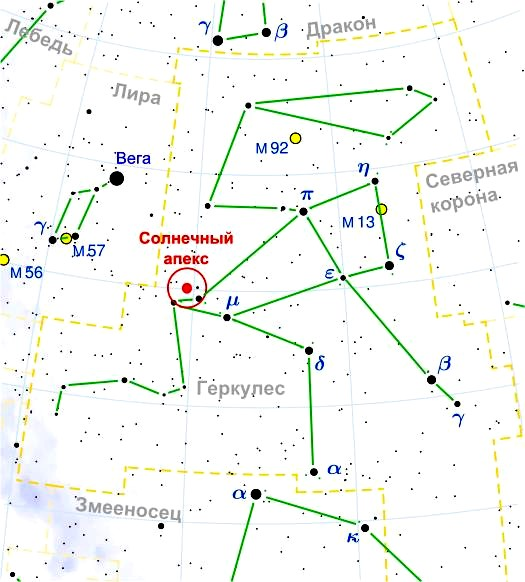 Лебедь
γ
β
Дракон
Лира
M 92
Вега
η
Северная
корона
π
M 13
γ
M 57
Солнечный
апекс
ζ
M 56
ε
μ
δ
β
Геркулес
γ
α
α
Змееносец
κ